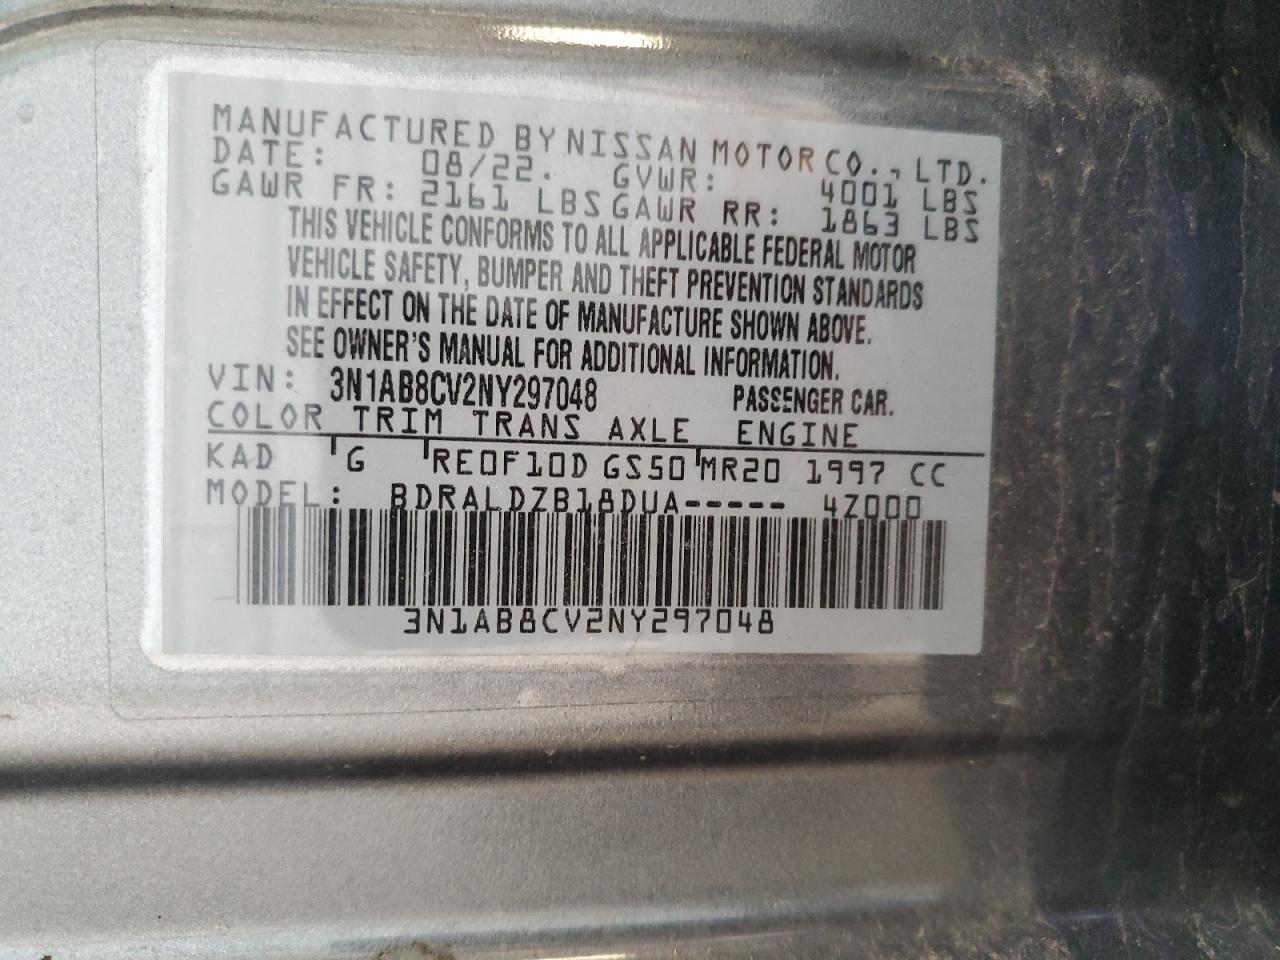 MANUFACTURED BY NISSAN MOTOR CO., LTD.
DATE: 08/22. GVWR: 4001 LBS
GAWR FR: 2161 LBS GAWR RR: 1863 LBS
THIS VEHICLE CONFORMS TO ALL APPLICABLE FEDERAL MOTOR
VEHICLE SAFETY, BUMPER AND THEFT PREVENTION STANDARDS
IN EFFECT ON THE DATE OF MANUFACTURE SHOWN ABOVE.
SEE OWNER'S MANUAL FOR ADDITIONAL INFORMATION.
VIN: 3N1AB8CV2NY297048 PASSENGER CAR.
COLOR TRIM TRANS AXLE ENGINE
KAD G RE0F10D GS50 MR20 1997 CC
MODEL: BDRALDZB18DUA----- 4Z000
3N1AB8CV2NY297048